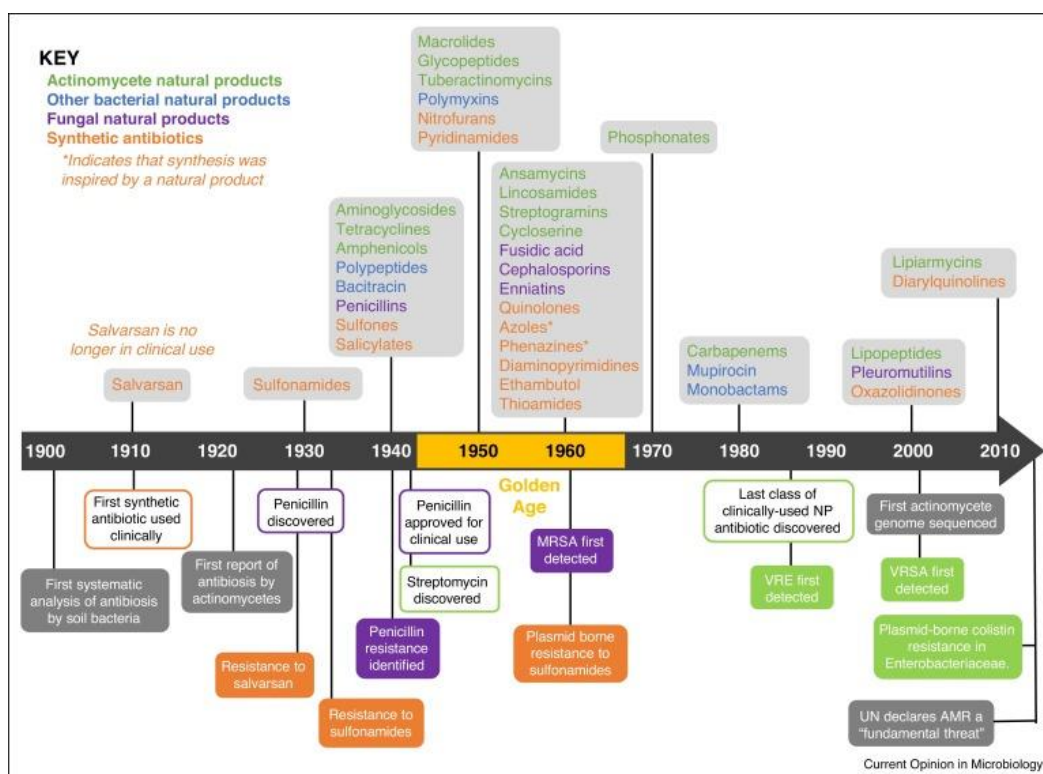 KEY
Actinomycete natural products
Other bacterial natural products
Fungal natural products
Synthetic antibiotics
*Indicates that synthesis was
inspired by a natural product
Salvarsan is no
longer in clinical use
Salvarsan
Sulfonamides
Aminoglycosides
Tetracyclines
Amphenicols
Polypeptides
Bacitracin
Penicillins
Sulfones
Salicylates
Macrolides
Glycopeptides
Tuberactinomycins
Polymyxins
Nitrofurans
Pyridinamides
Ansamycins
Lincosamides
Streptogramins
Cycloserine
Fusidic acid
Cephalosporins
Enniatins
Quinolones
Azoles*
Phenazines*
Diaminopyrimidines
Ethambutol
Thioamides
Phosphonates
Carbapenems
Mupirocin
Monobactams
Lipopeptides
Pleuromutilins
Oxazolidinones
Lipiarmycins
Diarylquinolines
1900 1910 1920 1930 1940 1950 1960 1970 1980 1990 2000 2010
Golden
Age
First systematic
analysis of antibiosis
by soil bacteria
First synthetic
antibiotic used
clinically
First report of
antibiosis by
actinomycetes
Penicillin
discovered
Resistance to
salvarsan
Resistance to
sulfonamides
Penicillin
resistance
identified
Penicillin
approved for
clinical use
Streptomycin
discovered
MRSA first
detected
Plasmid borne
resistance to
sulfonamides
Last class of
clinically-used NP
antibiotic discovered
VRE first
detected
First actinomycete
genome sequenced
VRSA first
detected
Plasmid-borne colistin
resistance in
Enterobacteriaceae.
UN declares AMR a
“fundamental threat”
Current Opinion in Microbiology